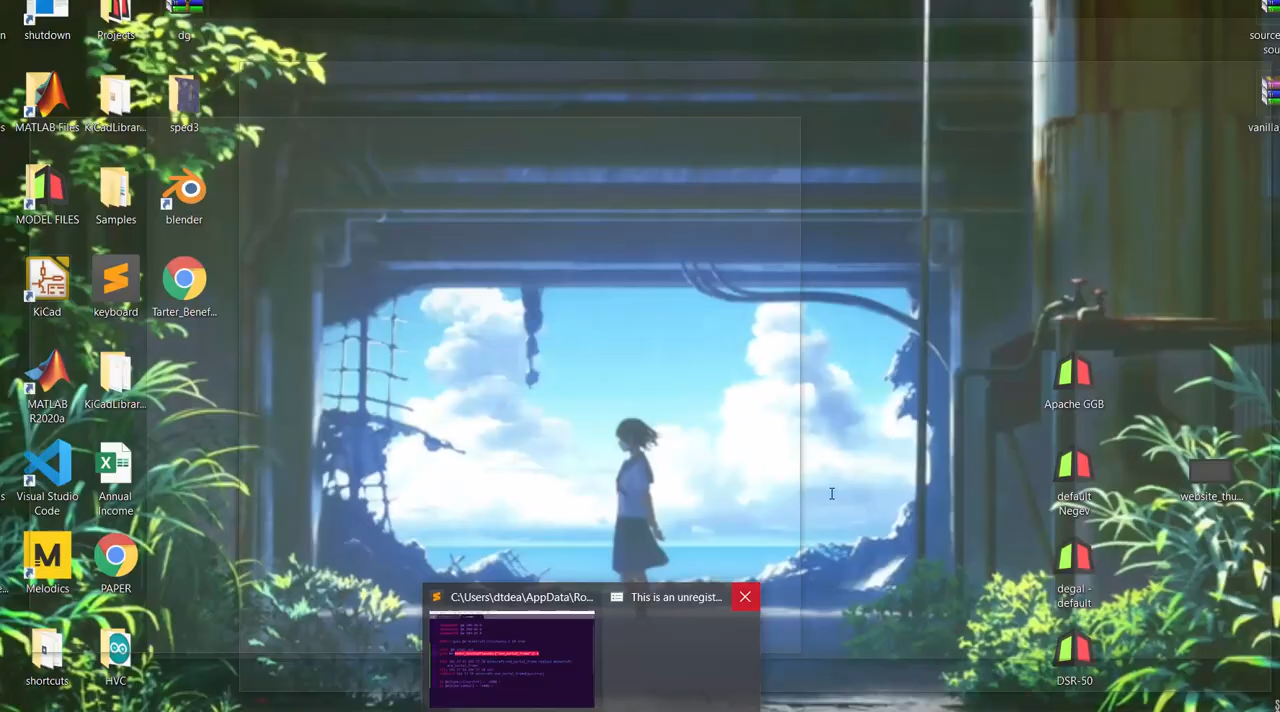 shutdown
Projects
dg
source
sou
MATLAB Files
KiCadLibrar...
sped3
vanilla
MODEL FILES
Samples
blender
KiCad
keyboard
Tarter_Benef...
MATLAB
R2020a
KiCadLibrar...
Apache GGB
Visual Studio
Code
Annual
Income
default
Negev
website_thu...
Melodics
PAPER
degal -
default
C:\Users\dtdea\AppData\Ro...
This is an unregist...
shortcuts
HVC
DSR-50